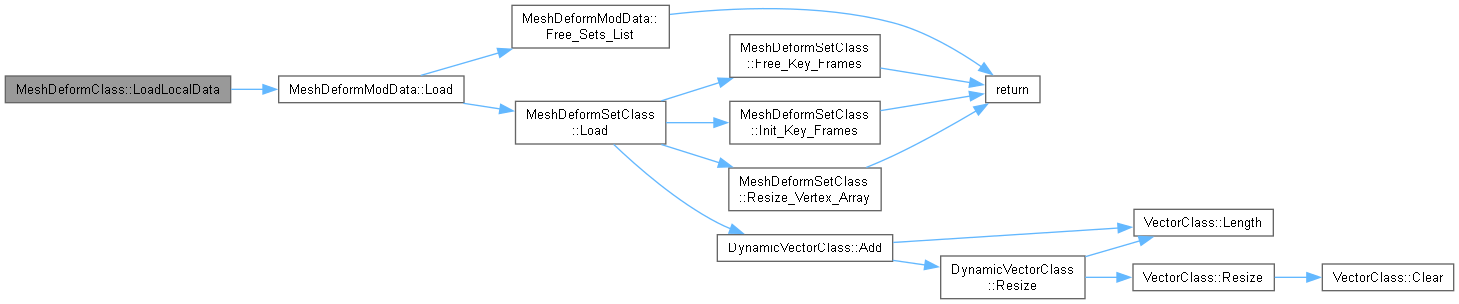 MeshDeformClass::LoadLocalData
MeshDeformModData::Load
MeshDeformModData::
Free_Sets_List
MeshDeformSetClass
::Load
MeshDeformSetClass
::Free_Key_Frames
MeshDeformSetClass
::Init_Key_Frames
MeshDeformSetClass
::Resize_Vertex_Array
return
DynamicVectorClass::Add
DynamicVectorClass
::Resize
VectorClass::Length
VectorClass::Resize
VectorClass::Clear